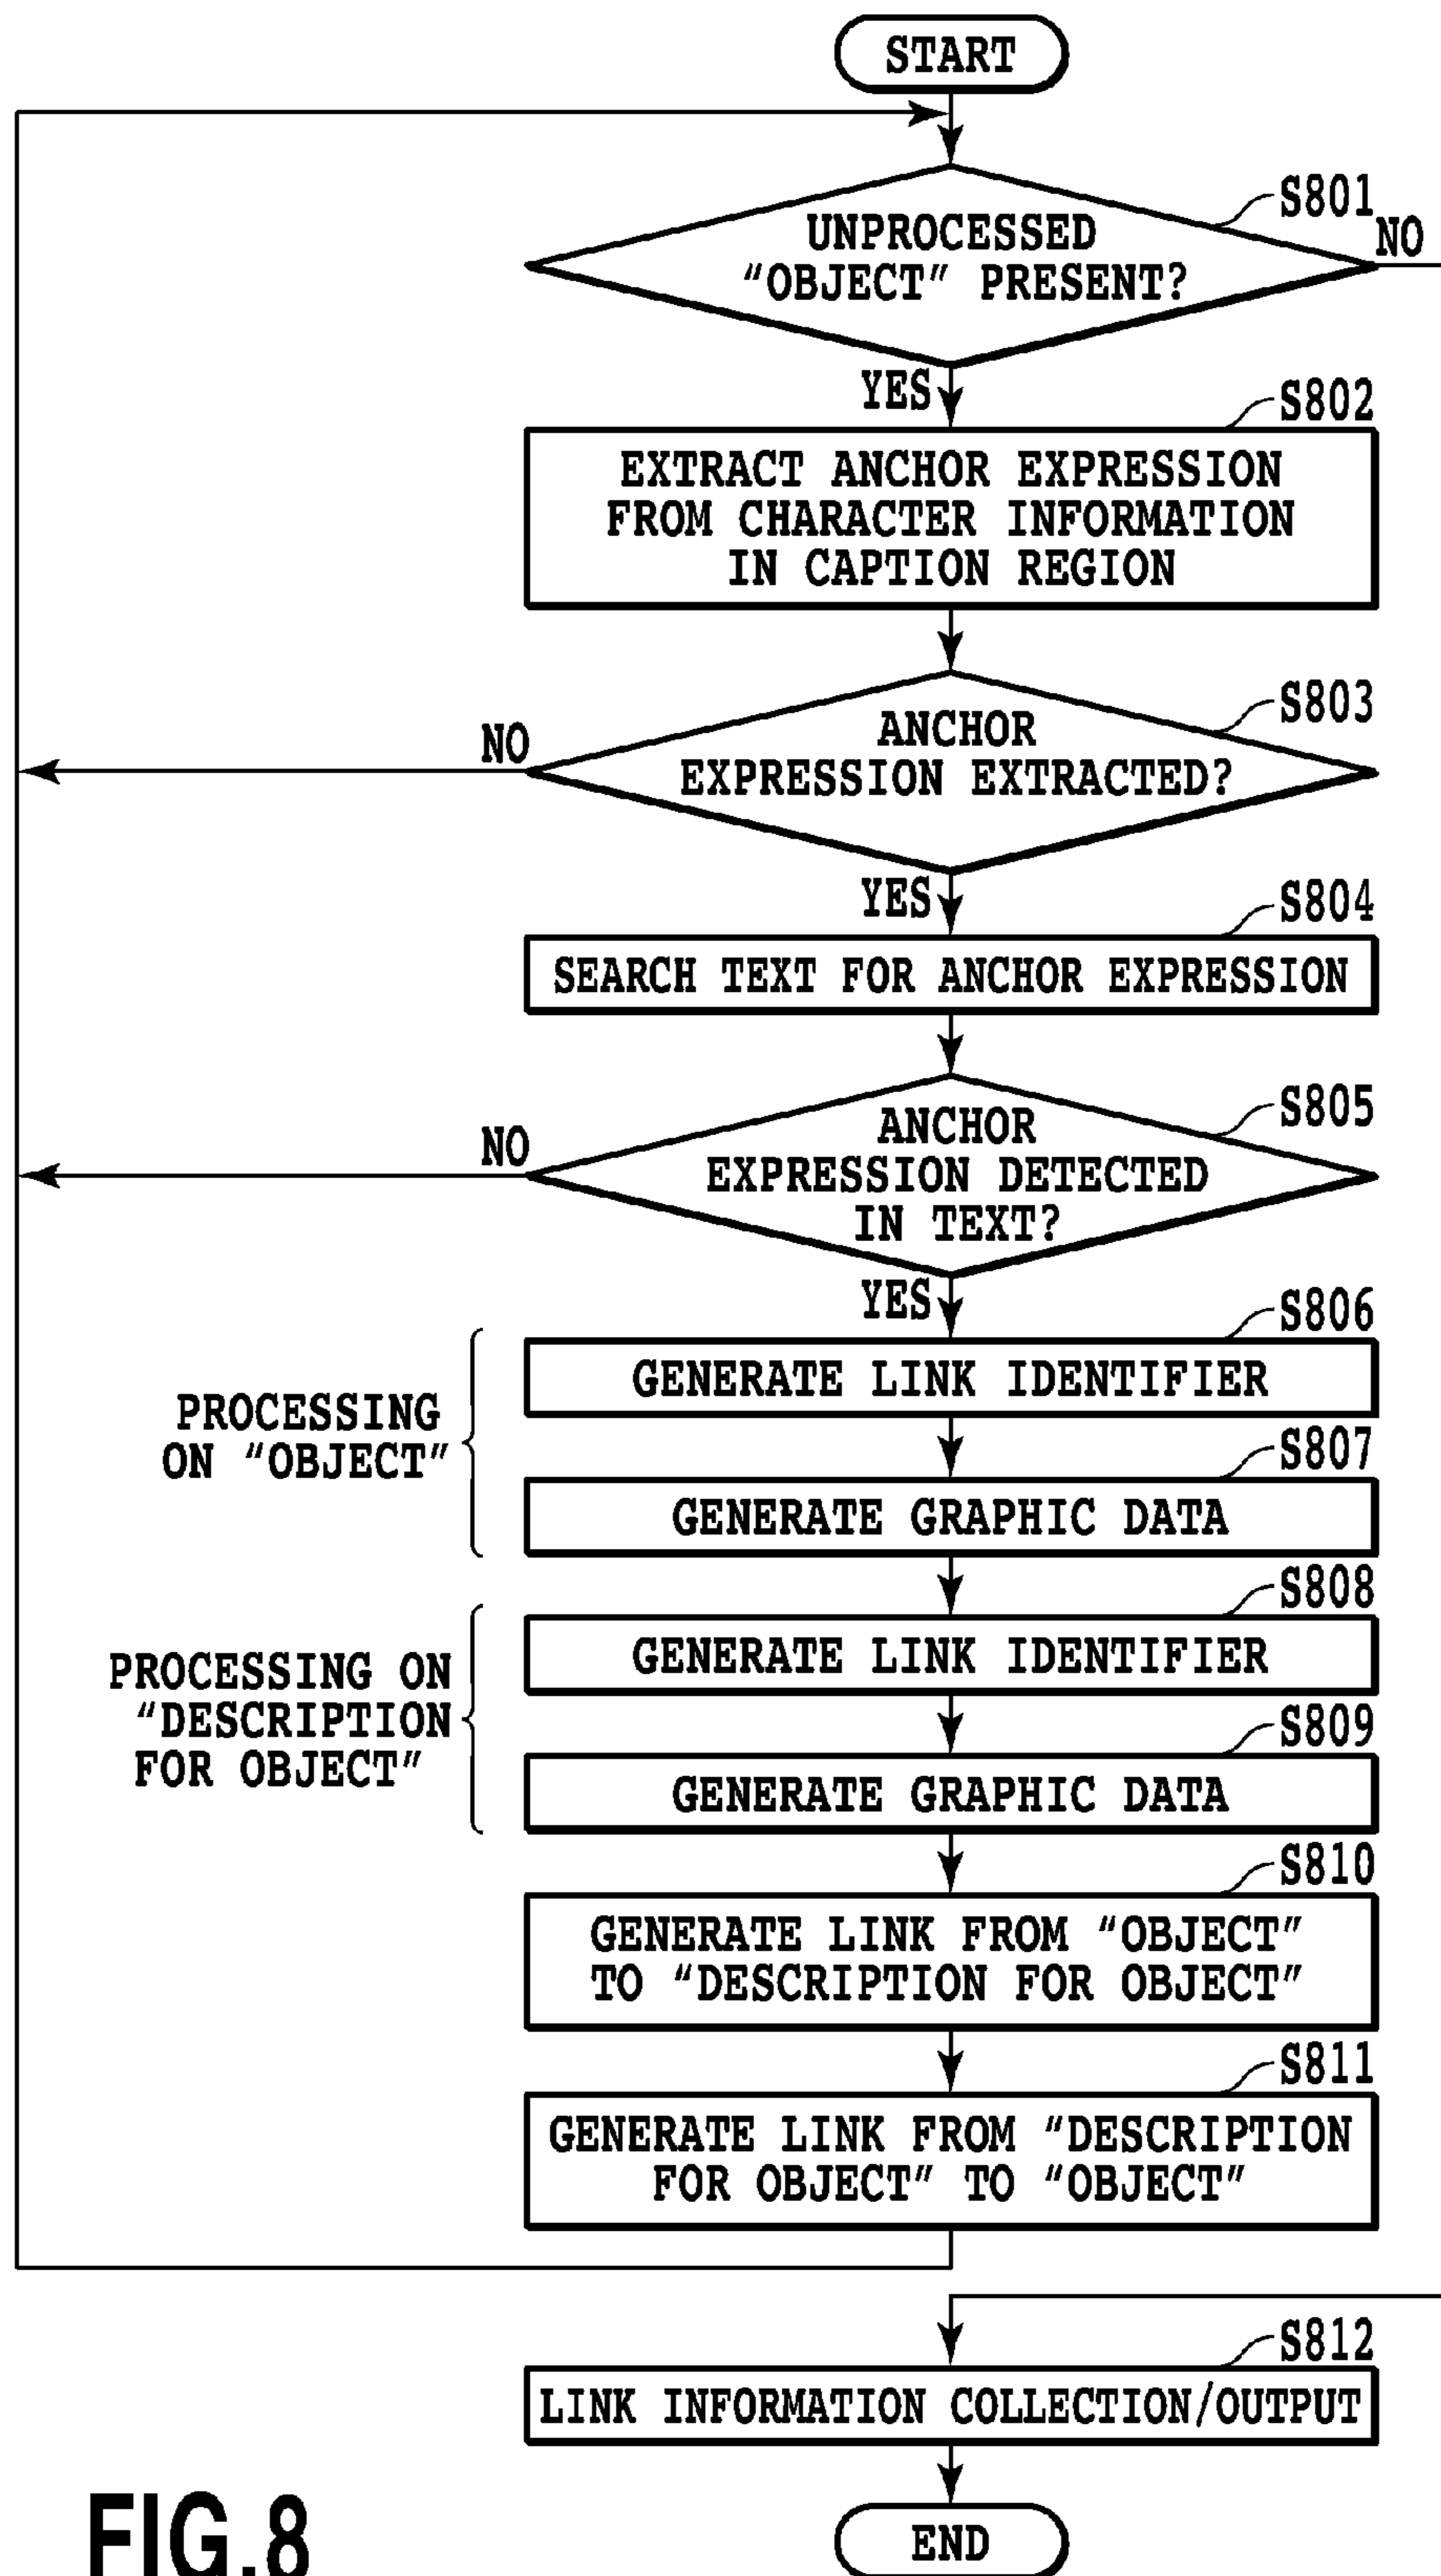 START
S801
NO
UNPROCESSED
“OBJECT” PRESENT?
YES
S802
EXTRACT ANCHOR EXPRESSION
FROM CHARACTER INFORMATION
IN CAPTION REGION
S803
NO
ANCHOR
EXPRESSION EXTRACTED?
YES
S804
SEARCH TEXT FOR ANCHOR EXPRESSION
S805
NO
ANCHOR
EXPRESSION DETECTED
IN TEXT?
YES
S806
GENERATE LINK IDENTIFIER
PROCESSING
ON “OBJECT”
S807
GENERATE GRAPHIC DATA
S808
GENERATE LINK IDENTIFIER
PROCESSING ON
“DESCRIPTION
FOR OBJECT”
S809
GENERATE GRAPHIC DATA
S810
GENERATE LINK FROM “OBJECT”
TO “DESCRIPTION FOR OBJECT”
S811
GENERATE LINK FROM “DESCRIPTION
FOR OBJECT” TO “OBJECT”
S812
LINK INFORMATION COLLECTION/OUTPUT
END
FIG.8